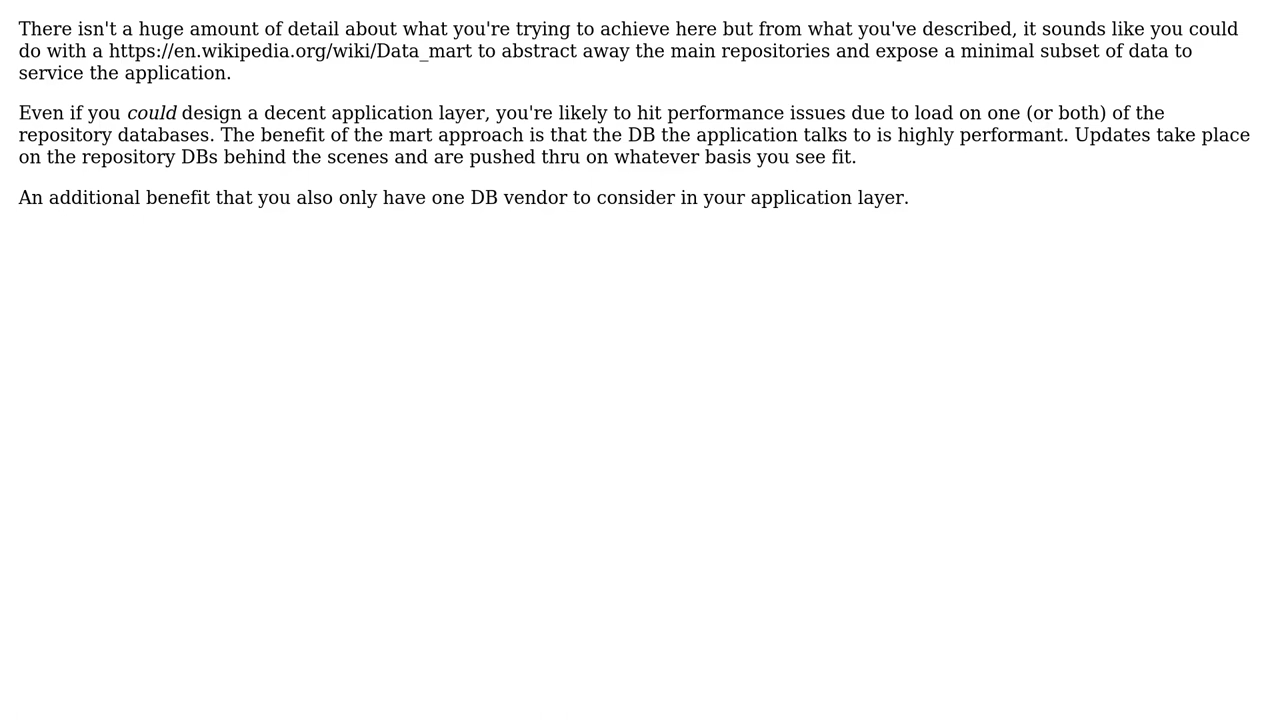 There isn't a huge amount of detail about what you're trying to achieve here but from what you've described, it sounds like you could
do with a https://en.wikipedia.org/wiki/Data_mart to abstract away the main repositories and expose a minimal subset of data to
service the application.
Even if you could design a decent application layer, you're likely to hit performance issues due to load on one (or both) of the
repository databases. The benefit of the mart approach is that the DB the application talks to is highly performant. Updates take place
on the repository DBs behind the scenes and are pushed thru on whatever basis you see fit.
An additional benefit that you also only have one DB vendor to consider in your application layer.